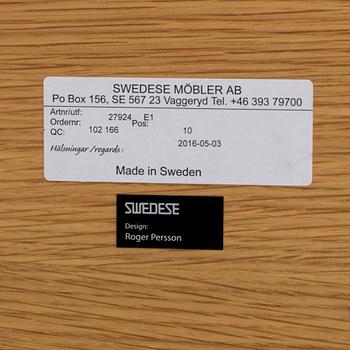 SWEDESE MÖBLER AB
Po Box 156, SE 567 23 Vaggeryd Tel. +46 393 79700
Artnr/utf: 27924 E1
Ordernr: Pos:
QC: 102 166 10
Hälsningar /regards : 2016-05-03
Made in Sweden
SWEDESE
Design:
Roger Persson